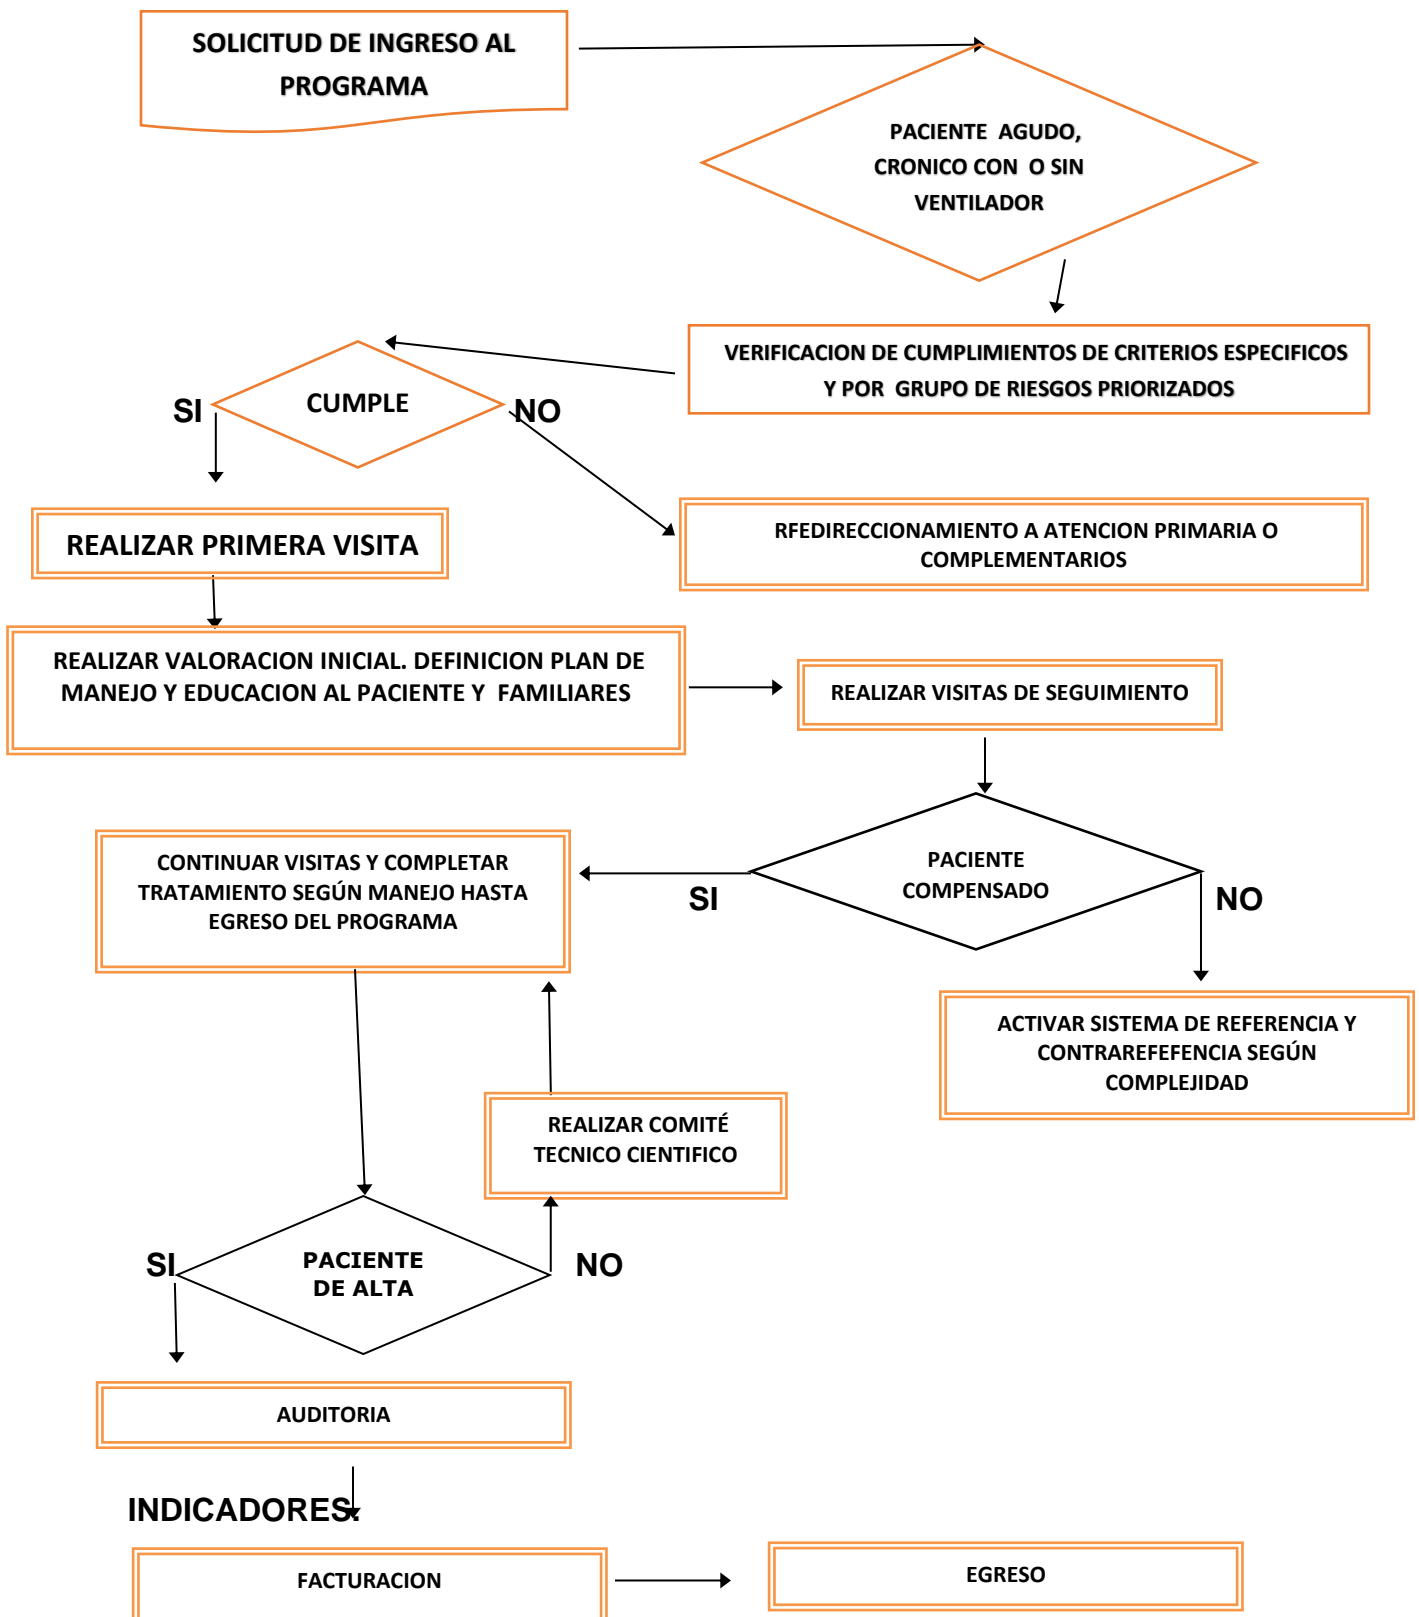 SOLICITUD DE INGRESO AL
PROGRAMA
PACIENTE AGUDO,
CRONICO CON O SIN
VENTILADOR
VERIFICACION DE CUMPLIMIENTOS DE CRITERIOS ESPECIFICOS
Y POR GRUPO DE RIESGOS PRIORIZADOS
SI
CUMPLE
NO
REALIZAR PRIMERA VISITA
RFEDIRECCIONAMIENTO A ATENCION PRIMARIA O
COMPLEMENTARIOS
REALIZAR VALORACION INICIAL. DEFINICION PLAN DE
MANEJO Y EDUCACION AL PACIENTE Y FAMILIARES
REALIZAR VISITAS DE SEGUIMIENTO
CONTINUAR VISITAS Y COMPLETAR
TRATAMIENTO SEGÚN MANEJO HASTA
EGRESO DEL PROGRAMA
SI
PACIENTE
COMPENSADO
NO
ACTIVAR SISTEMA DE REFERENCIA Y
CONTRAREFEFENCIA SEGÚN
COMPLEJIDAD
REALIZAR COMITÉ
TECNICO CIENTIFICO
SI
PACIENTE
DE ALTA
NO
AUDITORIA
INDICADORES.
FACTURACION
EGRESO